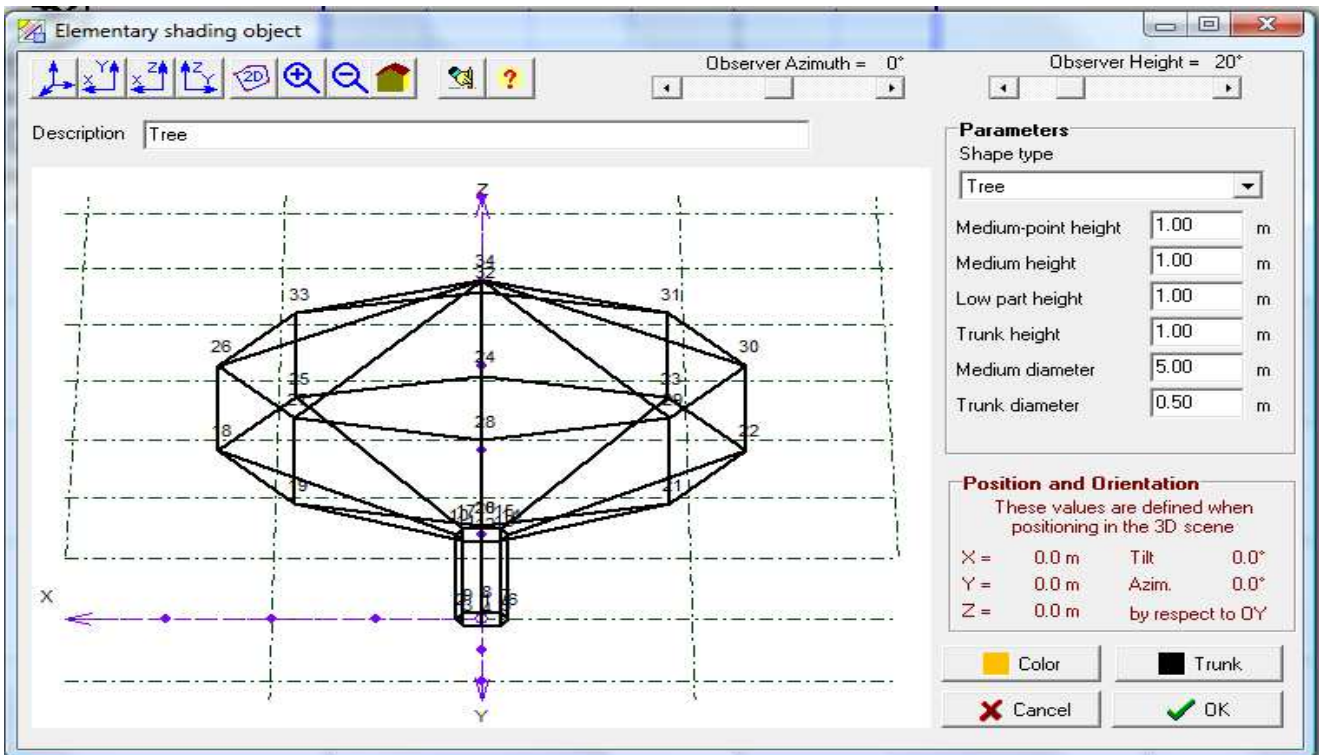 Elementary shading object
Observer Azimuth = 0°
Observer Height = 20°
2D
?
Description Tree
Parameters
Shape type
Tree
Medium-point height 1.00 m
Medium height 1.00 m
Low part height 1.00 m
Trunk height 1.00 m
Medium diameter 5.00 m
Trunk diameter 0.50 m
Position and Orientation
These values are defined when
positioning in the 3D scene
X = 0.0 m Tilt 0.0°
Y = 0.0 m Azim. 0.0°
Z = 0.0 m by respect to OY
Color Trunk
Cancel OK
Z
34
32
33 31
26 30
24
25 23
28
18 22
19 21
X
Y